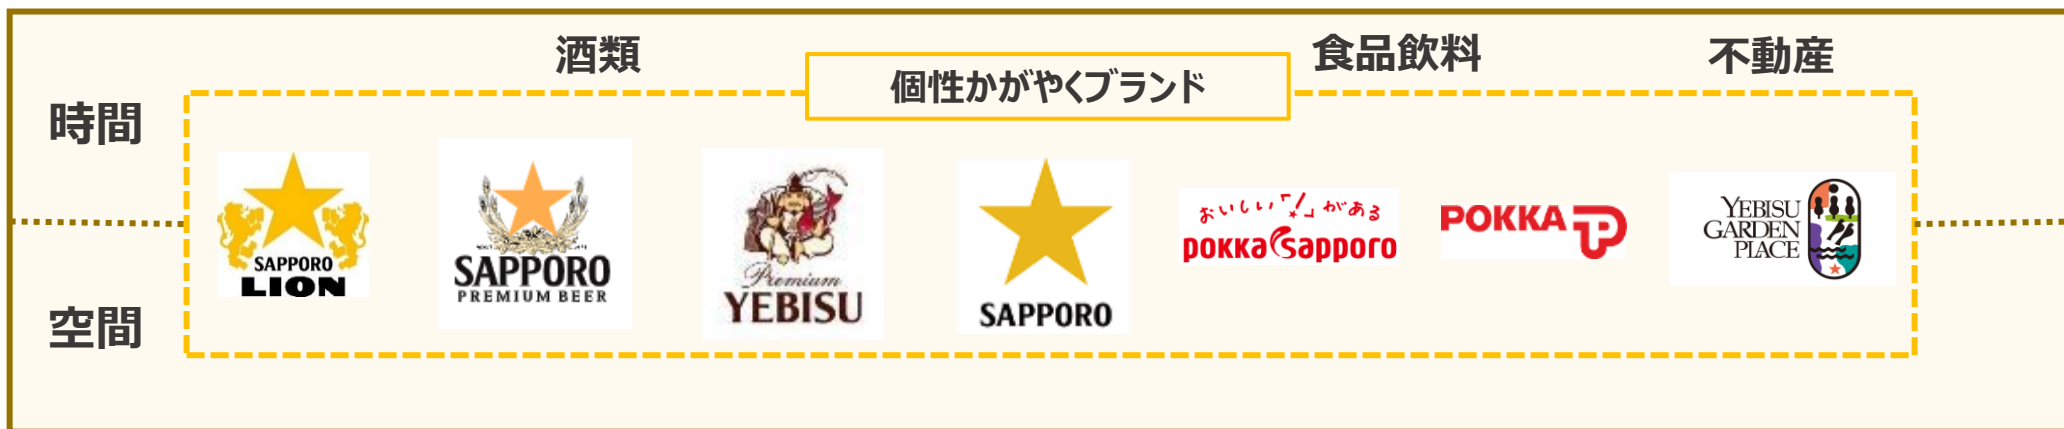 酒類
食品飲料
不動産
個性かがやくブランド
時間
空間
SAPPORO
LION
SAPPORO
PREMIUM BEER
Premium
YEBISU
SAPPORO
おいしい「!」がある
pokka sapporo
POKKA
YEBISU
GARDEN
PLACE